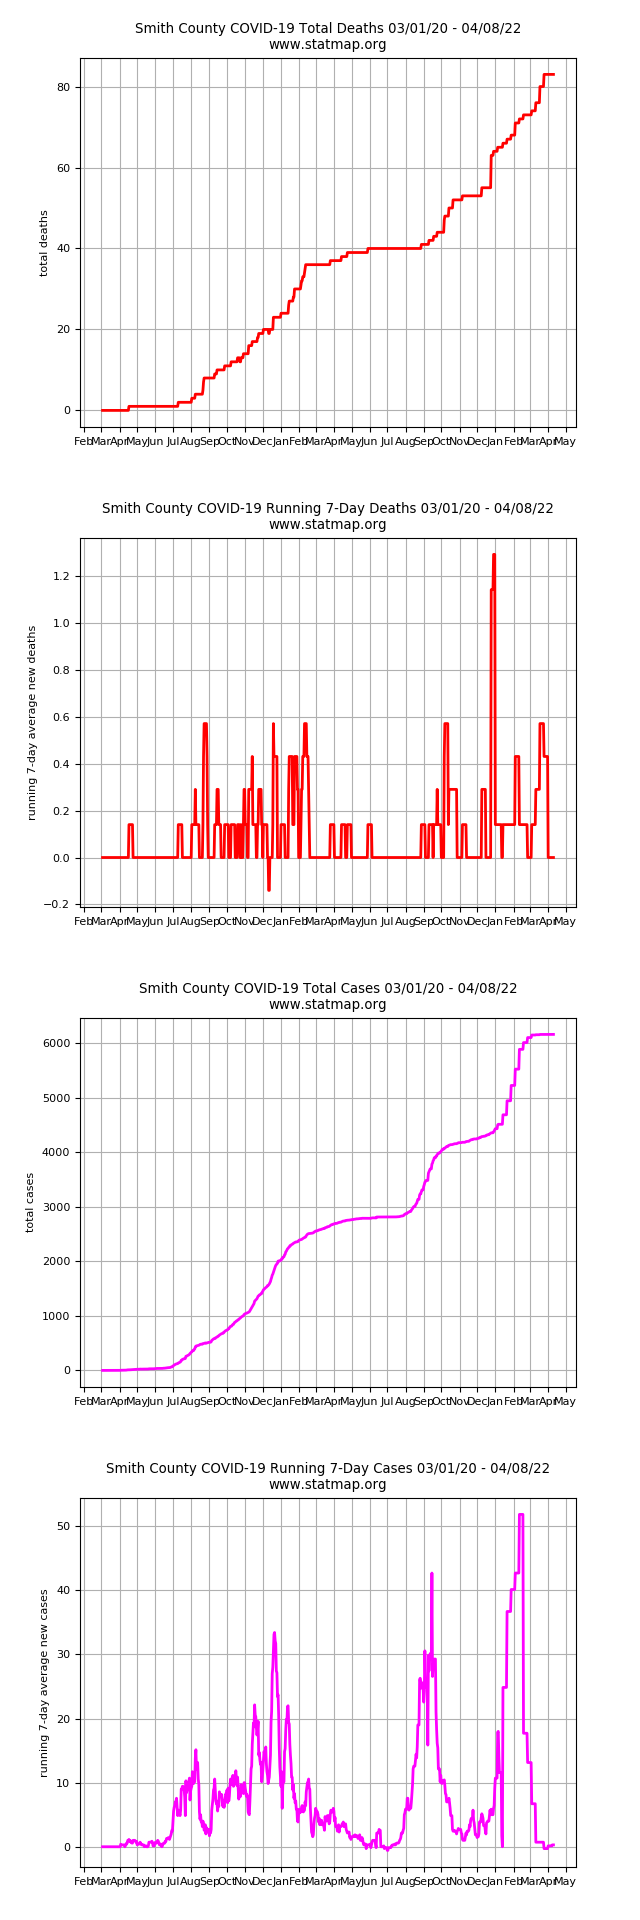 Smith County COVID-19 Total Deaths 03/01/20 - 04/08/22
www.statmap.org
total deaths
80
60
40
20
0
Feb Mar Apr May Jun Jul Aug Sep Oct Nov Dec Jan Feb Mar Apr May Jun Jul Aug Sep Oct Nov Dec Jan Feb Mar Apr May
Smith County COVID-19 Running 7-Day Deaths 03/01/20 - 04/08/22
www.statmap.org
running 7-day average new deaths
1.2
1.0
0.8
0.6
0.4
0.2
0.0
−0.2
Feb Mar Apr May Jun Jul Aug Sep Oct Nov Dec Jan Feb Mar Apr May Jun Jul Aug Sep Oct Nov Dec Jan Feb Mar Apr May
Smith County COVID-19 Total Cases 03/01/20 - 04/08/22
www.statmap.org
total cases
6000
5000
4000
3000
2000
1000
0
Feb Mar Apr May Jun Jul Aug Sep Oct Nov Dec Jan Feb Mar Apr May Jun Jul Aug Sep Oct Nov Dec Jan Feb Mar Apr May
Smith County COVID-19 Running 7-Day Cases 03/01/20 - 04/08/22
www.statmap.org
running 7-day average new cases
50
40
30
20
10
0
Feb Mar Apr May Jun Jul Aug Sep Oct Nov Dec Jan Feb Mar Apr May Jun Jul Aug Sep Oct Nov Dec Jan Feb Mar Apr May